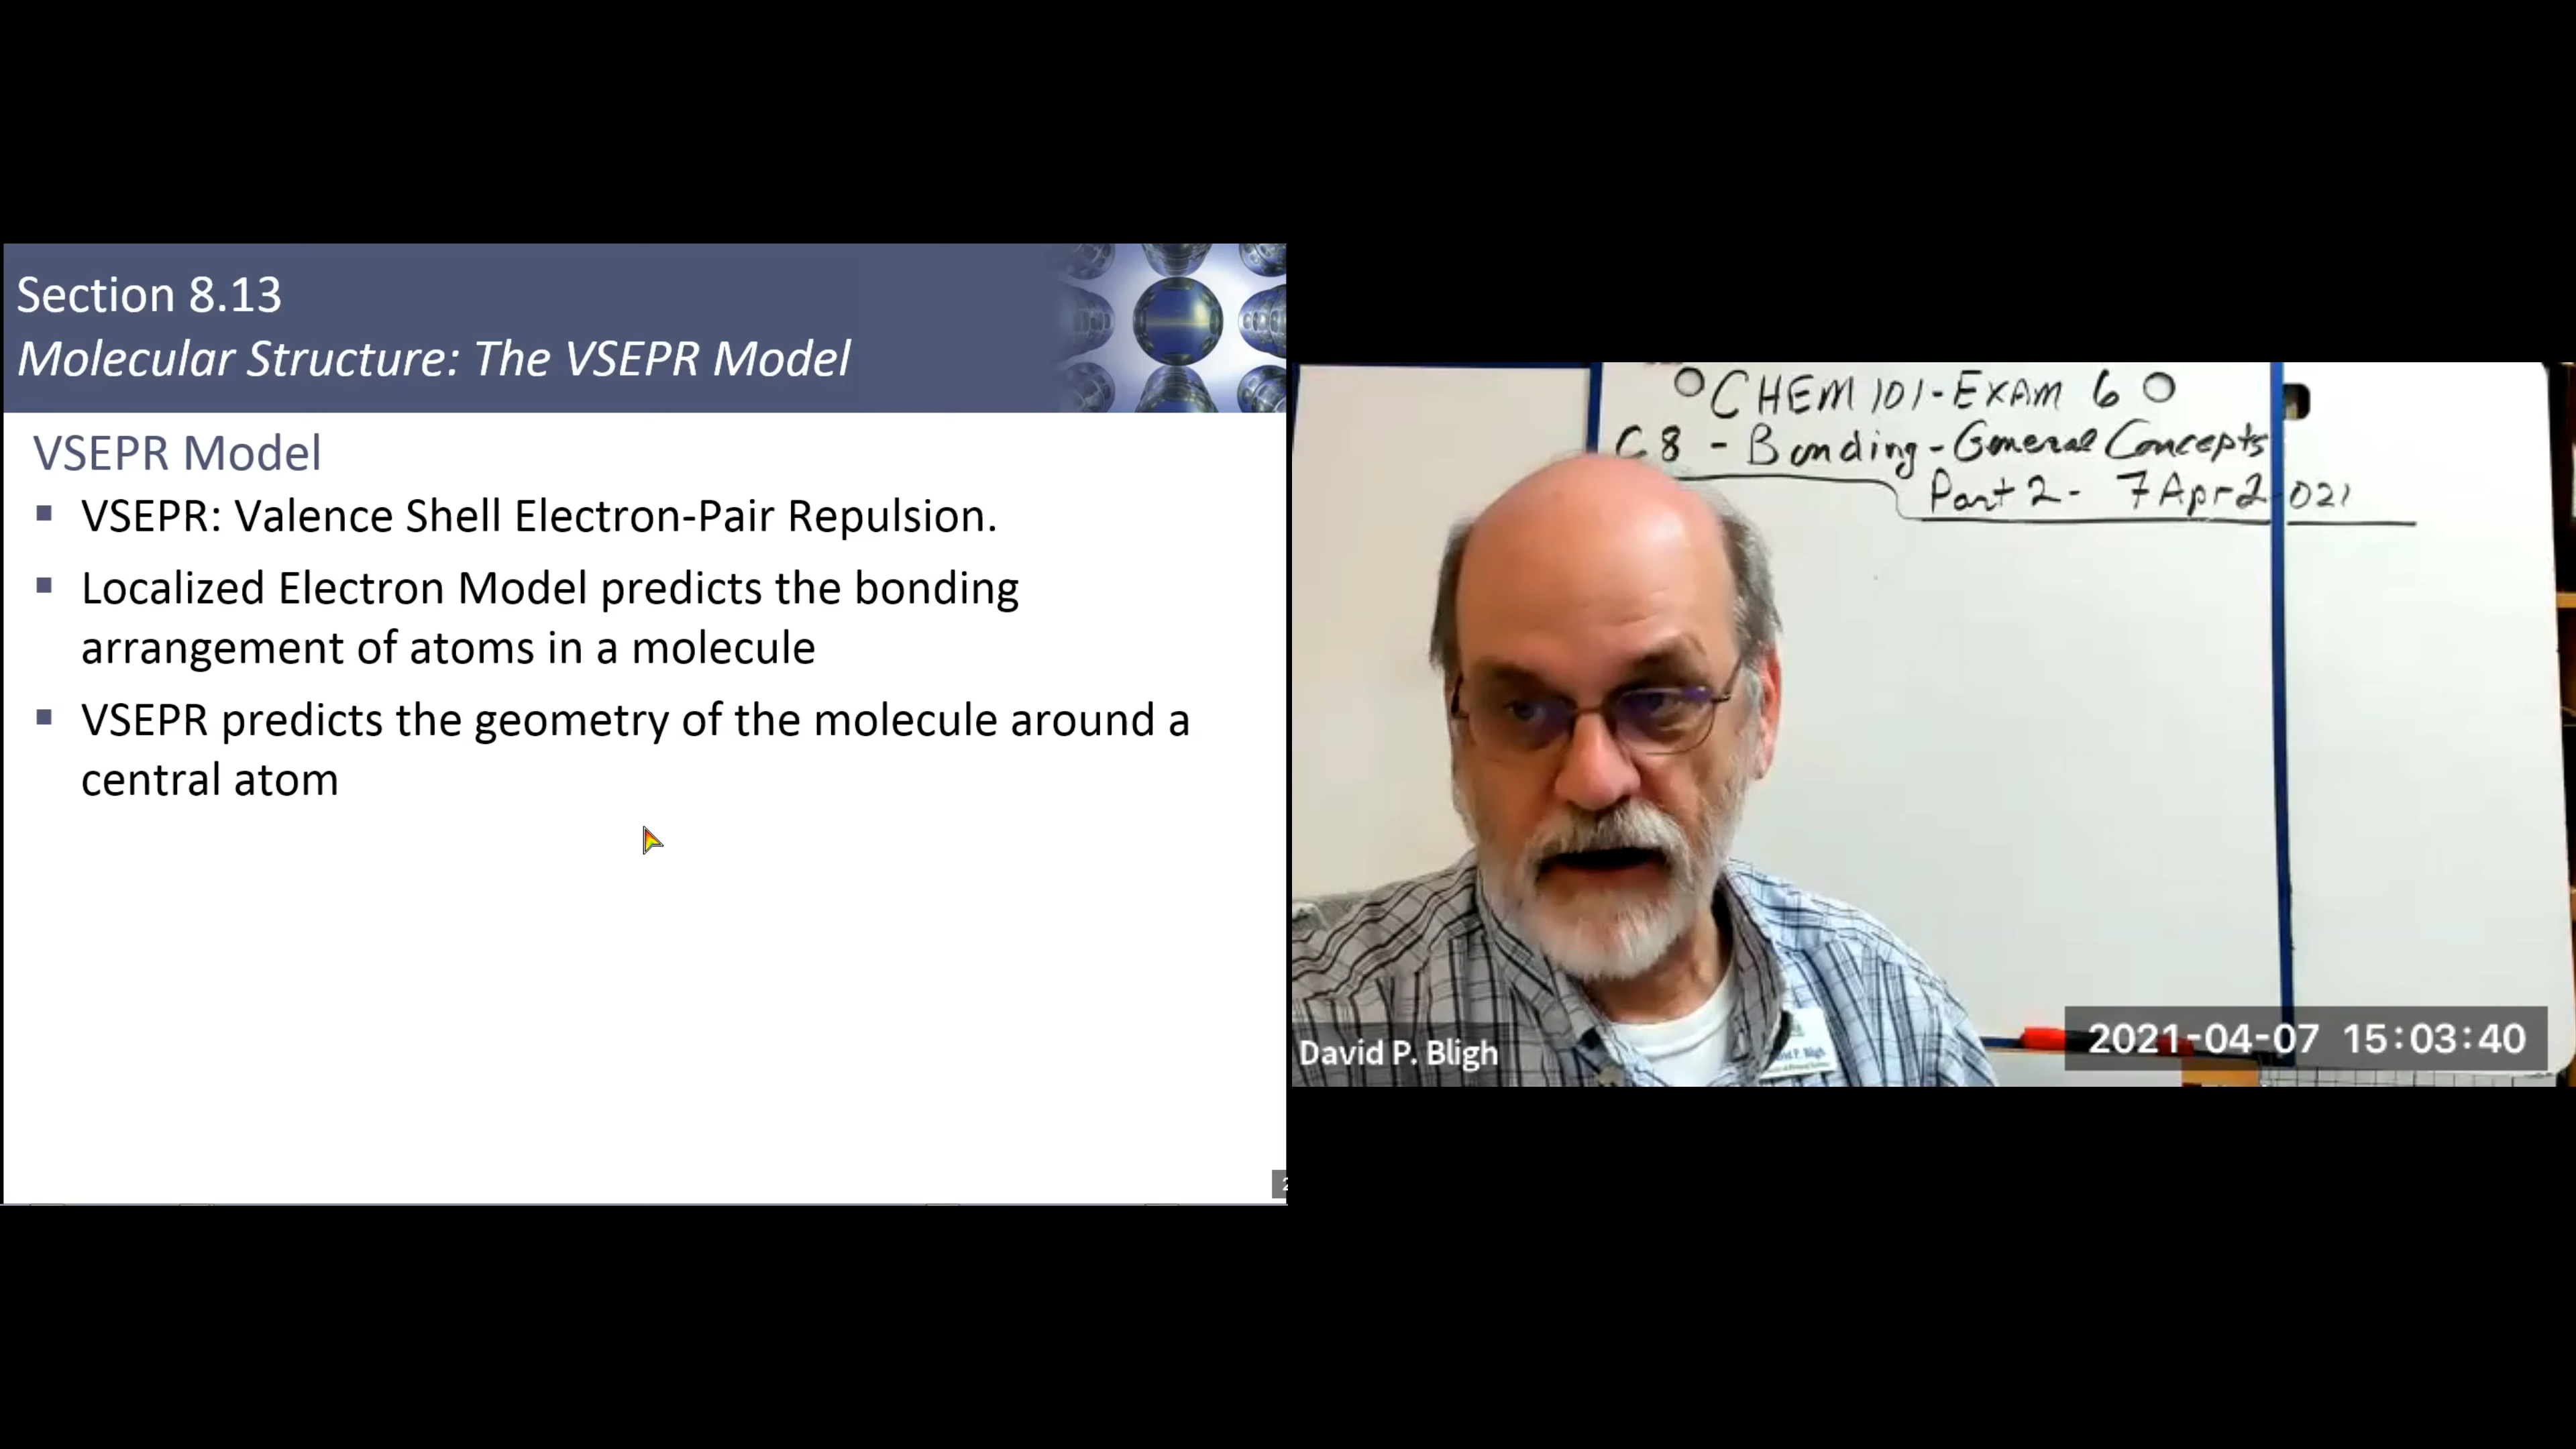 Section 8.13
Molecular Structure: The VSEPR Model
VSEPR Model
▪ VSEPR: Valence Shell Electron-Pair Repulsion.
▪ Localized Electron Model predicts the bonding
arrangement of atoms in a molecule
▪ VSEPR predicts the geometry of the molecule around a
central atom
2
CHEM 101-EXAM 6
C8 - Bonding - General Concepts
Part 2- 7 Apr 2021
David P. Bligh
2021-04-07 15:03:40